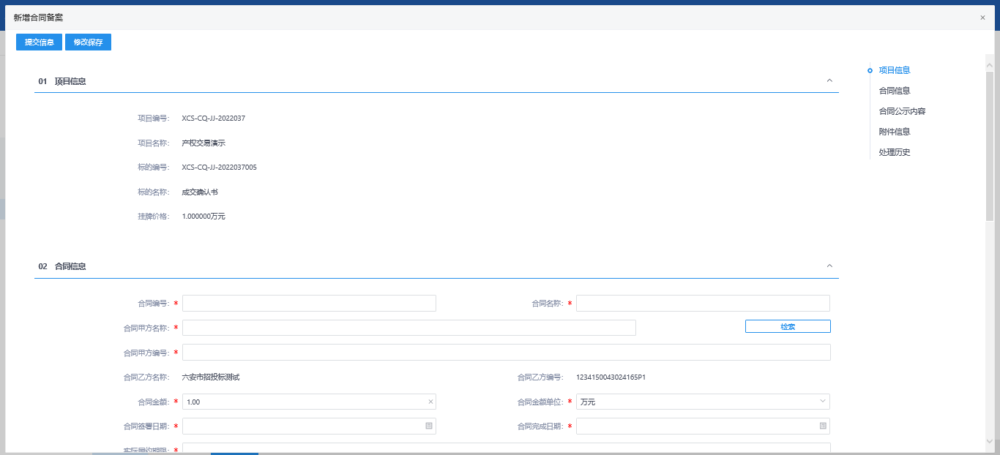 新增合同备案 ×
提交信息 修改保存
01 项目信息
项目编号: XCS-CQ-JJ-2022037
项目名称: 产权交易演示
标的编号: XCS-CQ-JJ-2022037005
标的名称: 成交确认书
挂牌价格: 1.000000万元
02 合同信息
合同编号: * 合同名称: *
合同甲方名称: * 检索
合同甲方编号: *
合同乙方名称: 六安市招投标测试 合同乙方编号: 1234150043024165P1
合同金额: * 1.00 × 合同金额单位: * 万元
合同签署日期: * 合同完成日期: *
实际履约期限: *
项目信息
合同信息
合同公示内容
附件信息
处理历史